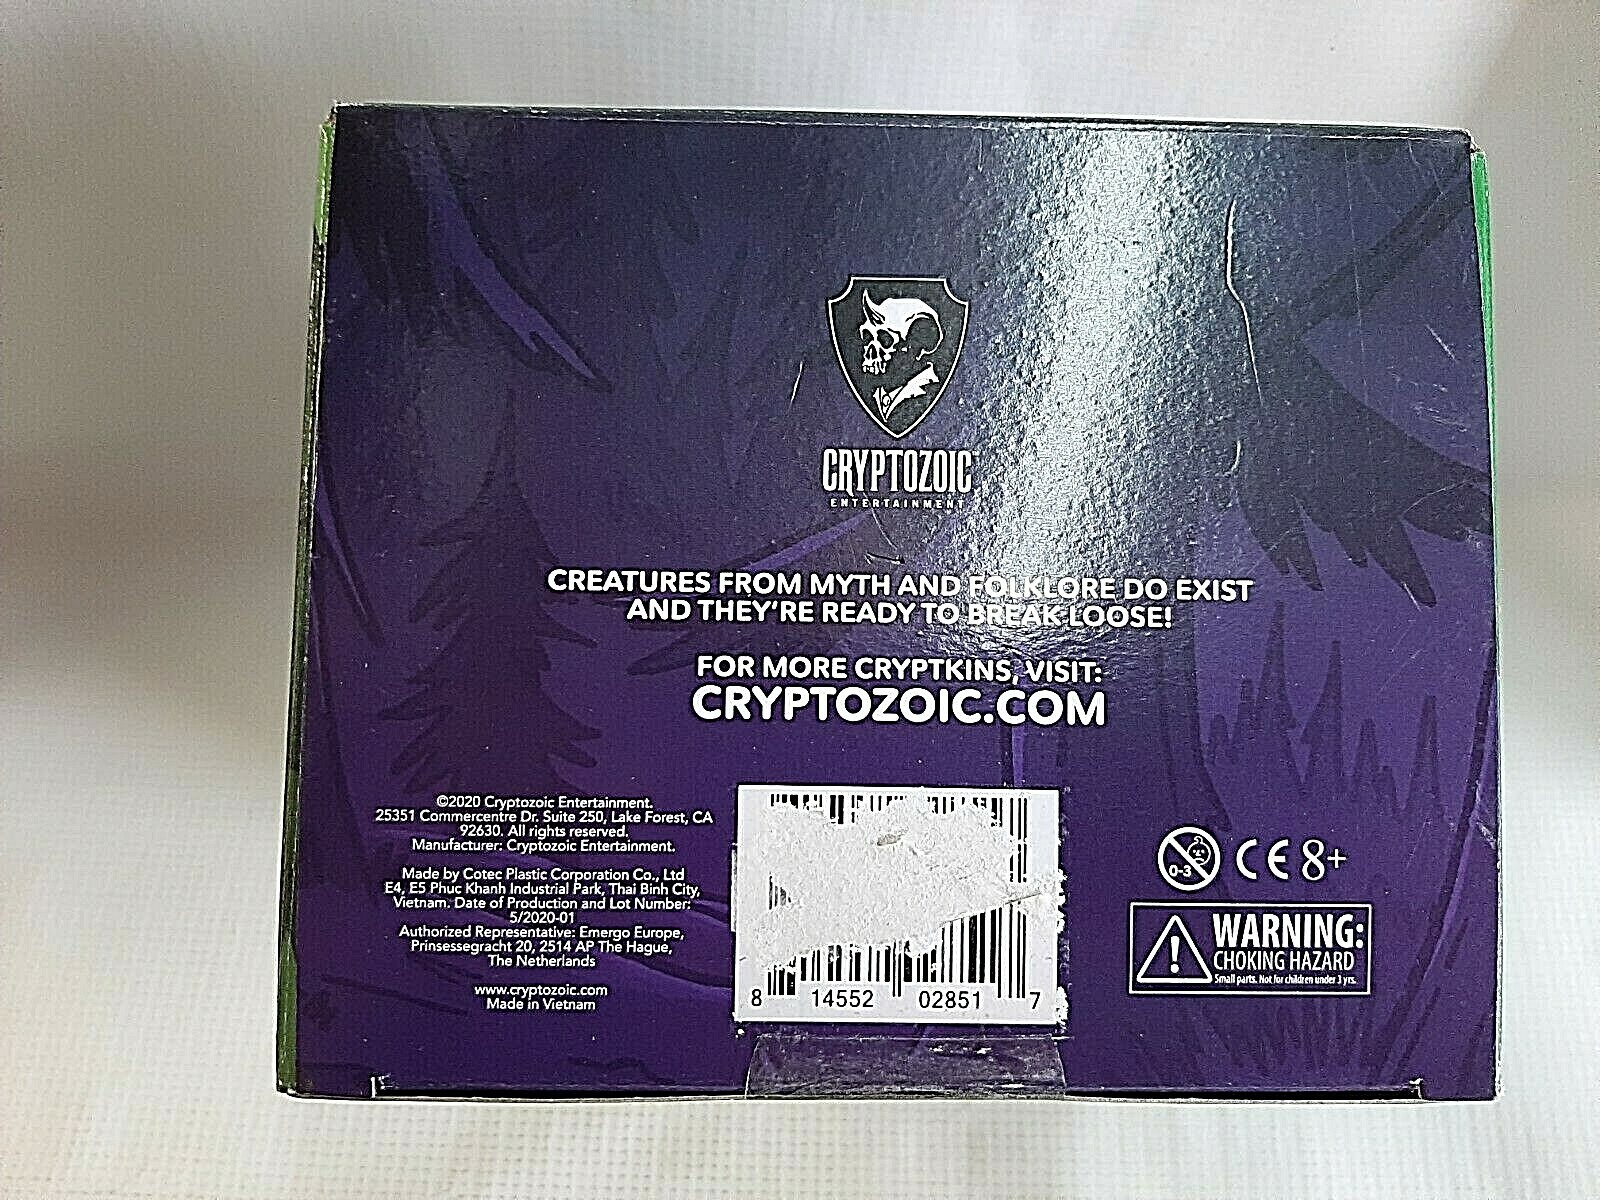 CRYPTOZOIC
ENTERTAINMENT
CREATURES FROM MYTH AND FOLKLORE DO EXIST
AND THEY'RE READY TO BREAK LOOSE!
FOR MORE CRYPTKINS, VISIT:
CRYPTOZOIC.COM
©2020 Cryptozoic Entertainment.
25351 Commercentre Dr. Suite 250, Lake Forest, CA
92630. All rights reserved.
Manufacturer: Cryptozoic Entertainment.
Made by Cotec Plastic Corporation Co., Ltd
E4, E5 Phuc Khanh Industrial Park, Thai Binh City,
Vietnam. Date of Production and Lot Number:
5/2020-01
Authorized Representative: Emergo Europe,
Prinsessegracht 20, 2514 AP The Hague,
The Netherlands
www.cryptozoic.com
Made in Vietnam
8 14552 02851 7
0-3 CE 8+
WARNING:
CHOKING HAZARD
Small parts. Not for children under 3 yrs.